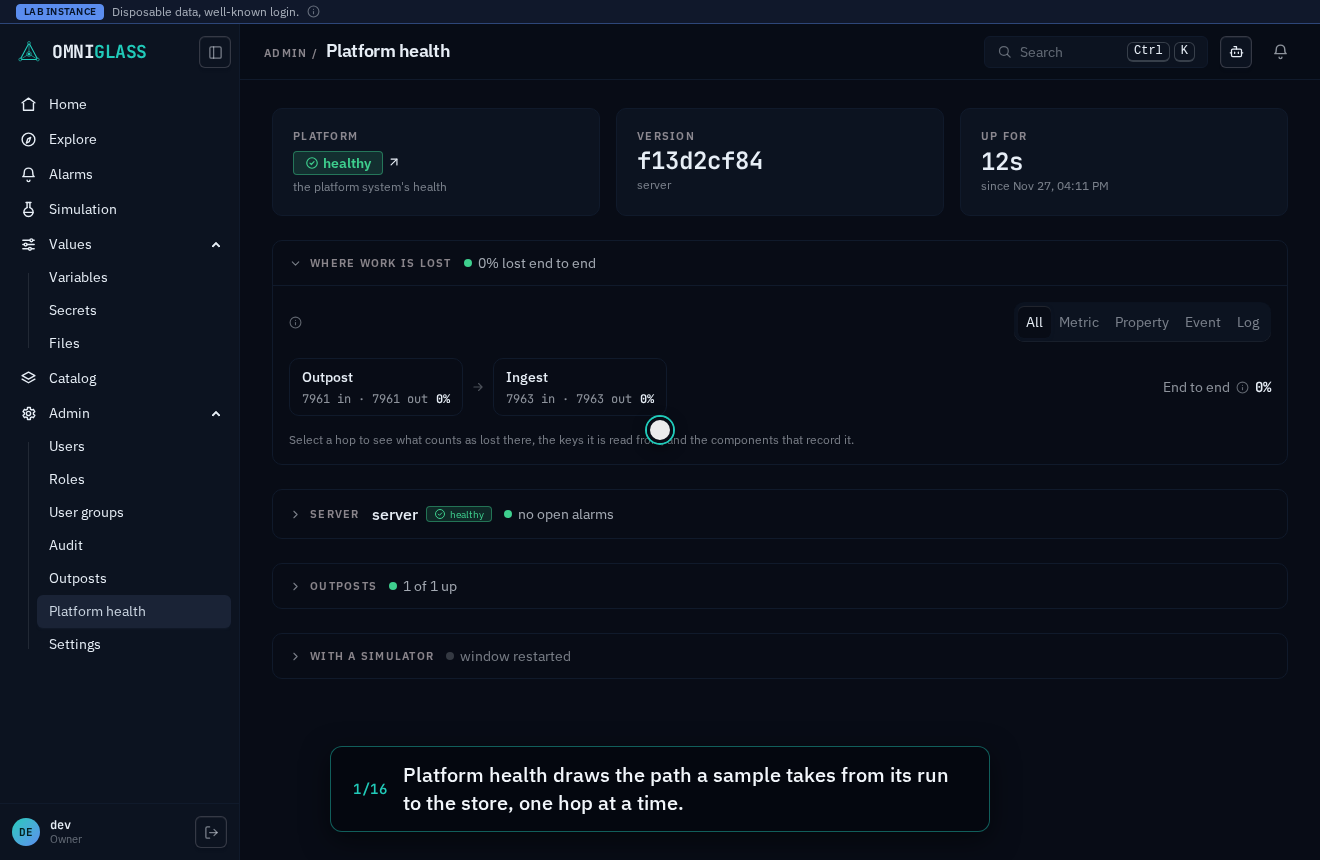 LAB INSTANCE Disposable data, well-known login.
OMNIGLASS
ADMIN / Platform health
Search Ctrl K
Home
Explore
Alarms
Simulation
Values
Variables
Secrets
Files
Catalog
Admin
Users
Roles
User groups
Audit
Outposts
Platform health
Settings
DE dev
Owner
PLATFORM
healthy
the platform system's health
VERSION
f13d2cf84
server
UP FOR
12s
since Nov 27, 04:11 PM
WHERE WORK IS LOST 0% lost end to end
All Metric Property Event Log
Outpost
7961 in · 7961 out 0%
Ingest
7963 in · 7963 out 0%
End to end 0%
Select a hop to see what counts as lost there, the keys it is read and the components that record it.
SERVER server healthy no open alarms
OUTPOSTS 1 of 1 up
WITH A SIMULATOR window restarted
1/16 Platform health draws the path a sample takes from its run
to the store, one hop at a time.